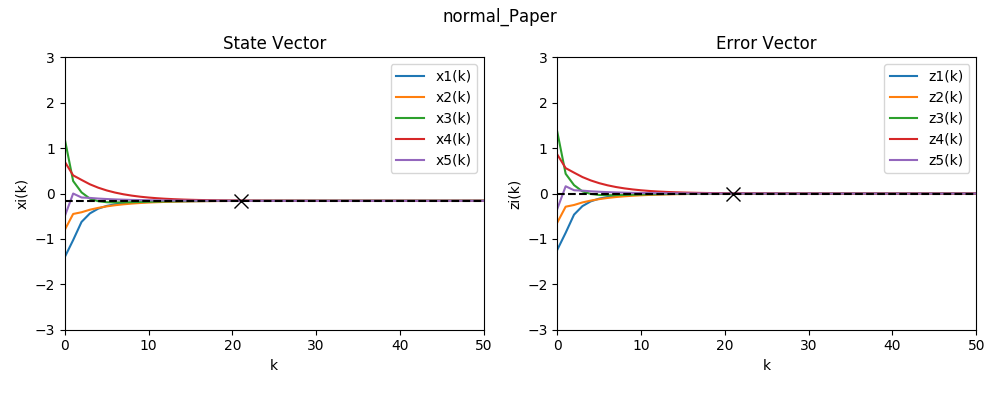 normal_Paper
State Vector
3
2
1
0
−1
−2
−3
xi(k)
0
10
20
30
40
50
k
x1(k)
x2(k)
x3(k)
x4(k)
x5(k)
Error Vector
3
2
1
0
−1
−2
−3
zi(k)
0
10
20
30
40
50
k
z1(k)
z2(k)
z3(k)
z4(k)
z5(k)